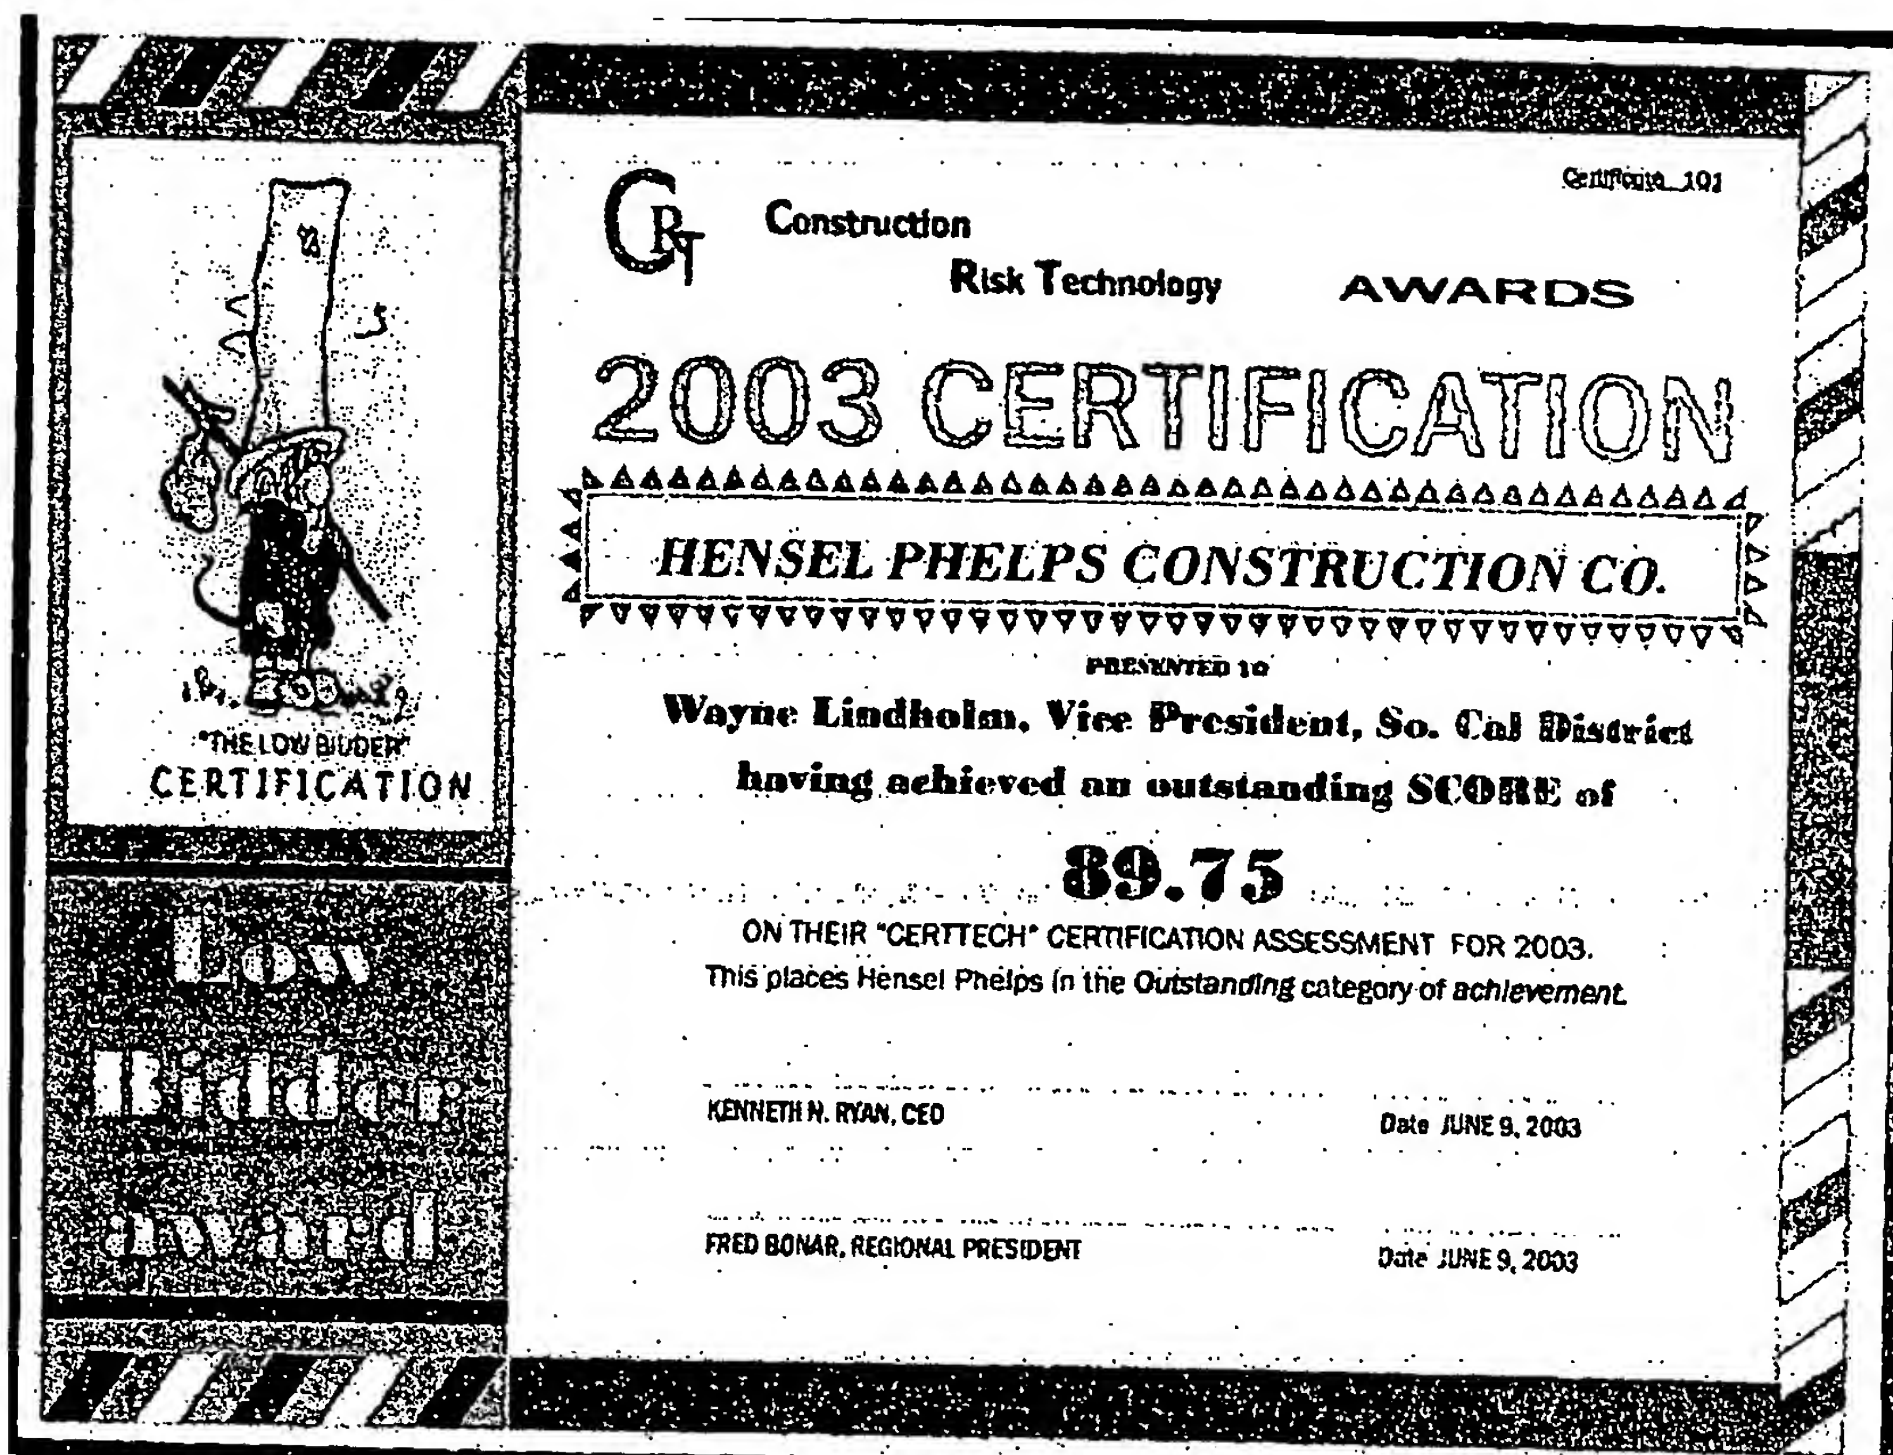 Certificate 101
CRT
Construction
Risk Technology
AWARDS
2003 CERTIFICATION
HENSEL PHELPS CONSTRUCTION CO.
PRESENTED TO
Wayne Lindholm, Vice President, So. Cal District
having achieved an outstanding SCORE of
89.75
ON THEIR "CERTTECH" CERTIFICATION ASSESSMENT FOR 2003.
This places Hensel Phelps in the Outstanding category of achievement.
KENNETH N. RYAN, CEO
Date JUNE 9, 2003
FRED BONAR, REGIONAL PRESIDENT
Date JUNE 9, 2003
"THE LOW BIDDER"
CERTIFICATION
Low
Bidder
award